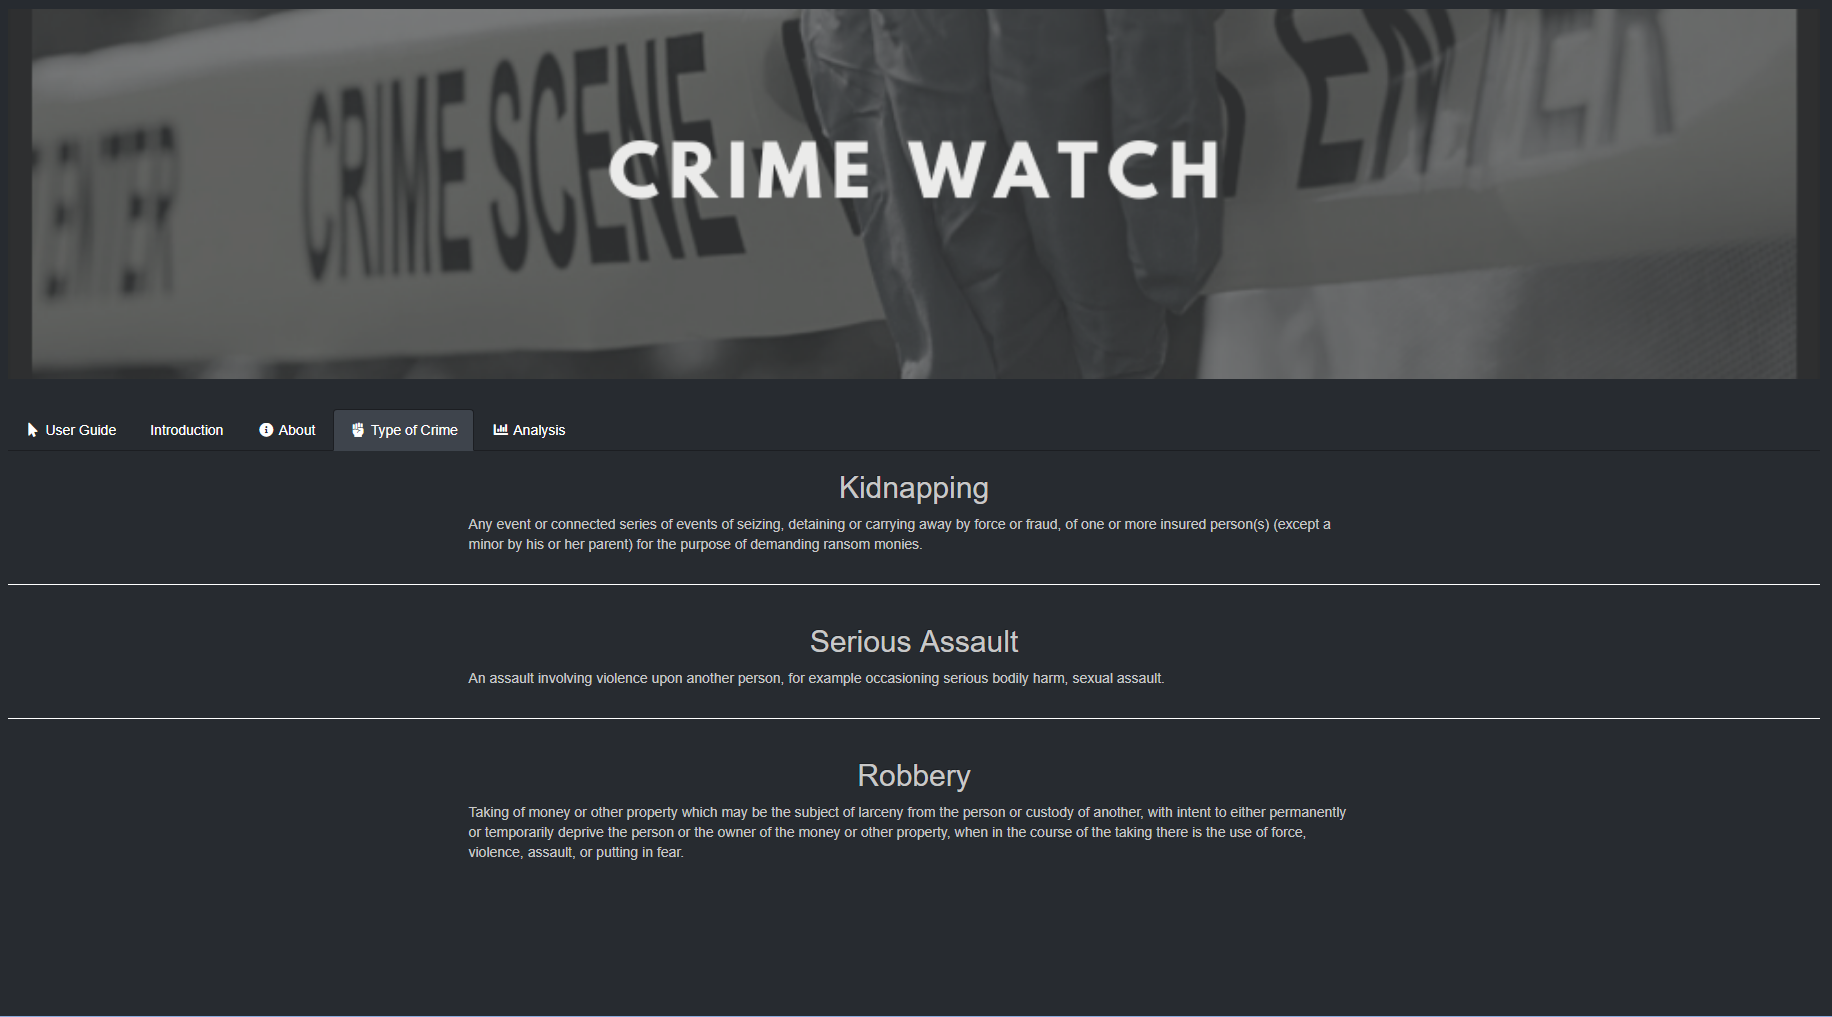 ENTER CRIME SCENE ENTER
CRIME WATCH
User Guide Introduction About Type of Crime Analysis
Kidnapping
Any event or connected series of events of seizing, detaining or carrying away by force or fraud, of one or more insured person(s) (except a
minor by his or her parent) for the purpose of demanding ransom monies.
Serious Assault
An assault involving violence upon another person, for example occasioning serious bodily harm, sexual assault.
Robbery
Taking of money or other property which may be the subject of larceny from the person or custody of another, with intent to either permanently
or temporarily deprive the person or the owner of the money or other property, when in the course of the taking there is the use of force,
violence, assault, or putting in fear.